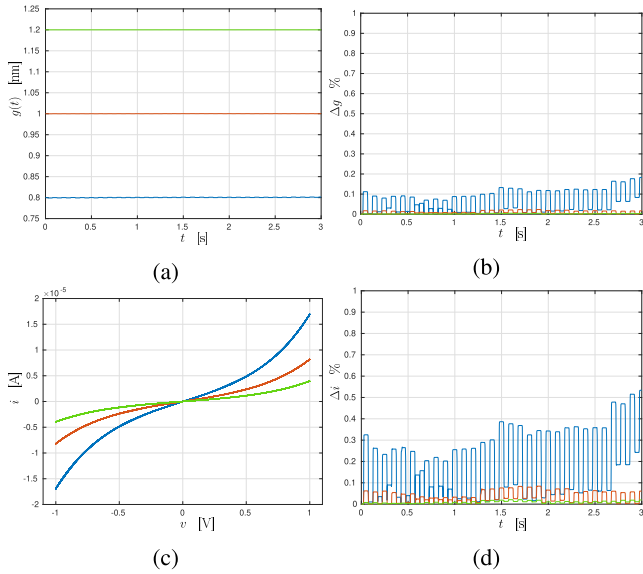 1.25
1.2
1.15
1.1
1.05
1
0.95
0.9
0.85
0.8
0.75
g(t) [nm]
0 0.5 1 1.5 2 2.5 3
t [s]
(a)
1
0.9
0.8
0.7
0.6
0.5
0.4
0.3
0.2
0.1
0
Δg %
0 0.5 1 1.5 2 2.5 3
t [s]
(b)
×10⁻⁵
2
1.5
1
0.5
0
-0.5
-1
-1.5
-2
i [A]
-1 -0.5 0 0.5 1
v [V]
(c)
1
0.9
0.8
0.7
0.6
0.5
0.4
0.3
0.2
0.1
0
Δi %
0 0.5 1 1.5 2 2.5 3
t [s]
(d)